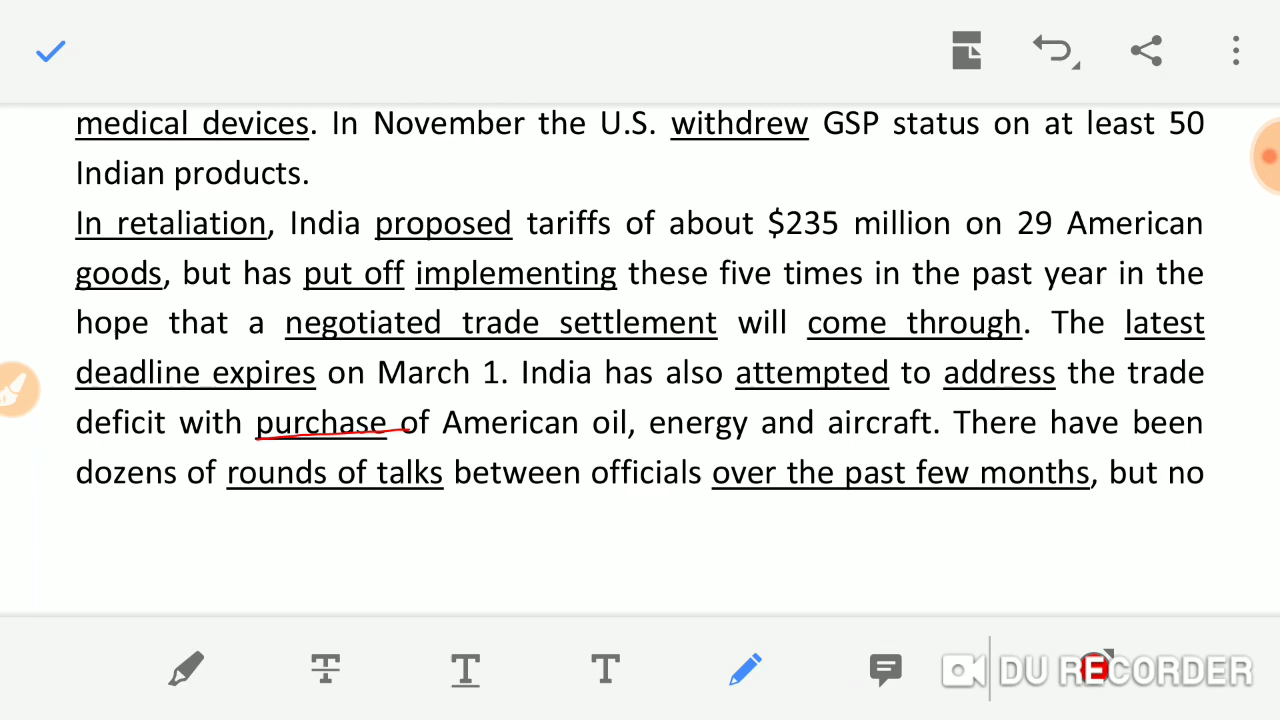 medical devices. In November the U.S. withdrew GSP status on at least 50
Indian products.
In retaliation, India proposed tariffs of about $235 million on 29 American
goods, but has put off implementing these five times in the past year in the
hope that a negotiated trade settlement will come through. The latest
deadline expires on March 1. India has also attempted to address the trade
deficit with purchase of American oil, energy and aircraft. There have been
dozens of rounds of talks between officials over the past few months, but no
T T T DU RECORDER